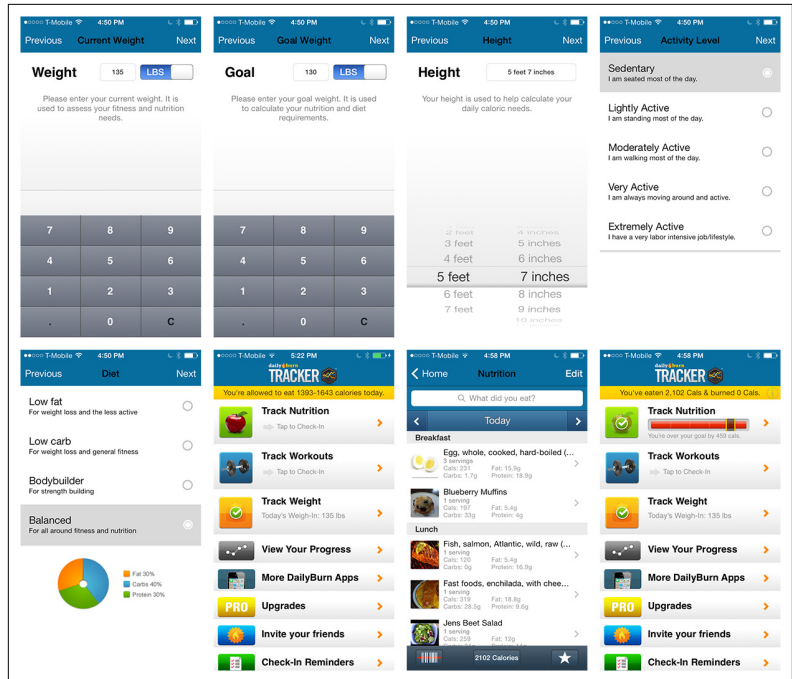 ●●○○○ T-Mobile 4:50 PM
Previous Current Weight Next
Weight 135 LBS
Please enter your current weight. It is
used to assess your fitness and nutrition
needs.
7 8 9
4 5 6
1 2 3
. 0 C
●●○○○ T-Mobile 4:50 PM
Previous Goal Weight Next
Goal 130 LBS
Please enter your goal weight. It is used
to calculate your nutrition and diet
requirements.
7 8 9
4 5 6
1 2 3
. 0 C
T-Mobile 4:50 PM
Previous Height Next
Height 5 feet 7 inches
Your height is used to help calculate your
daily caloric needs.
2 feet 4 inches
3 feet 5 inches
4 feet 6 inches
5 feet 7 inches
6 feet 8 inches
7 feet 9 inches
10 inches
T-Mobile 4:50 PM
Previous Activity Level Next
Sedentary
I am seated most of the day.
Lightly Active
I am standing most of the day.
Moderately Active
I am walking most of the day.
Very Active
I am always moving around and active.
Extremely Active
I have a very labor intensive job/lifestyle.
T-Mobile 4:50 PM
Previous Diet Next
Low fat
For weight loss and the less active
Low carb
For weight loss and general fitness
Bodybuilder
For strength building
Balanced
For all around fitness and nutrition
Fat 30%
Carbs 40%
Protein 30%
T-Mobile 5:22 PM
daily burn
TRACKER
You're allowed to eat 1393-1643 calories today.
Track Nutrition
Tap to Check-In
Track Workouts
Tap to Check-In
Track Weight
Today's Weigh-In: 135 lbs
View Your Progress
More DailyBurn Apps
PRO Upgrades
Invite your friends
Check-In Reminders
T-Mobile 4:58 PM
Home Nutrition Edit
What did you eat?
Today
Breakfast
Egg, whole, cooked, hard-boiled (...
3 servings
Cals: 231 Fat: 15.9g
Carbs: 1.7g Protein: 18.9g
Blueberry Muffins
1 serving
Cals: 197 Fat: 5.4g
Carbs: 33g Protein: 4g
Lunch
Fish, salmon, Atlantic, wild, raw (...
1 serving
Cals: 120 Fat: 5.4g
Carbs: 0g Protein: 16.9g
Fast foods, enchilada, with chee...
1 serving
Cals: 319 Fat: 18.8g
Carbs: 28.5g Protein: 9.6g
Jens Beet Salad
1 serving
Cals: 259 Fat: 12g
2102 Calories
T-Mobile 4:58 PM
daily burn
TRACKER
You've eaten 2,102 Cals & burned 0 Cals.
Track Nutrition
You're over your goal by 459 cals.
Track Workouts
Tap to Check-In
Track Weight
Today's Weigh-In: 135 lbs
View Your Progress
More DailyBurn Apps
PRO Upgrades
Invite your friends
Check-In Reminders